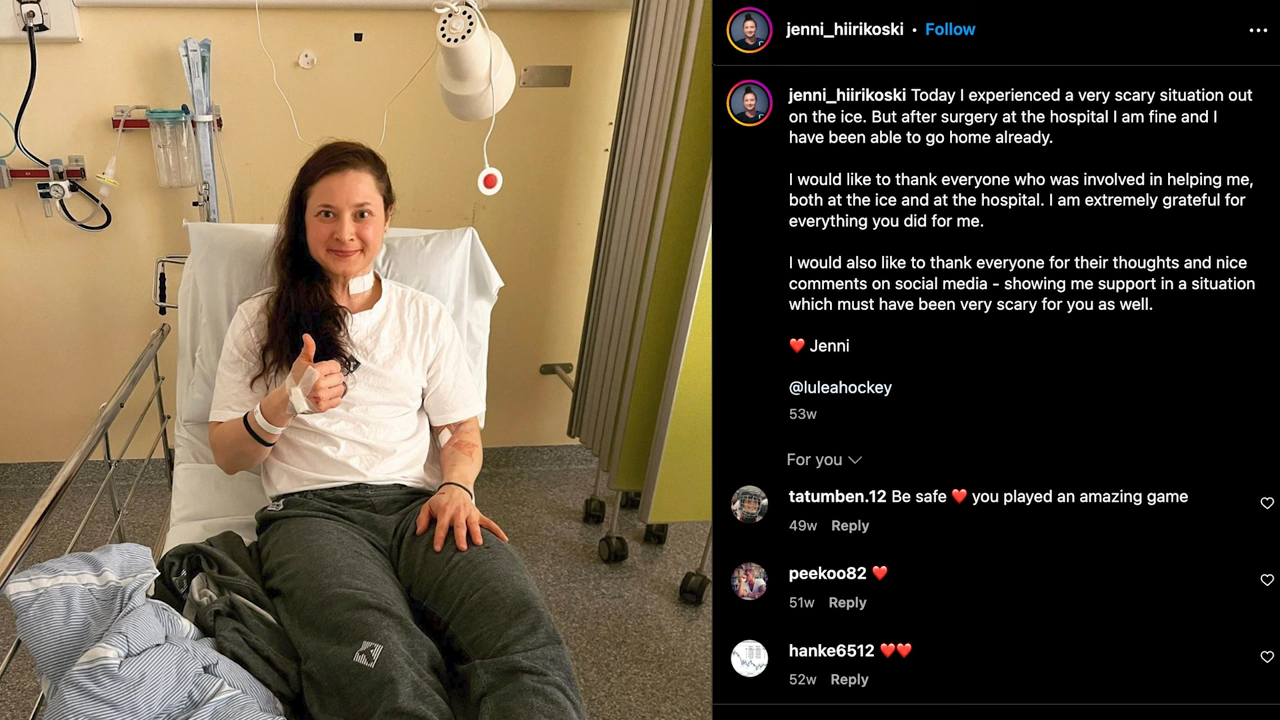 jenni_hiirikoski • Follow
jenni_hiirikoski Today I experienced a very scary situation out
on the ice. But after surgery at the hospital I am fine and I
have been able to go home already.
I would like to thank everyone who was involved in helping me,
both at the ice and at the hospital. I am extremely grateful for
everything you did for me.
I would also like to thank everyone for their thoughts and nice
comments on social media - showing me support in a situation
which must have been very scary for you as well.
❤️ Jenni
@luleahockey
53w
For you
tatumben.12 Be safe ❤️ you played an amazing game
49w Reply
peekoo82 ❤️
51w Reply
hanke6512 ❤️❤️
52w Reply